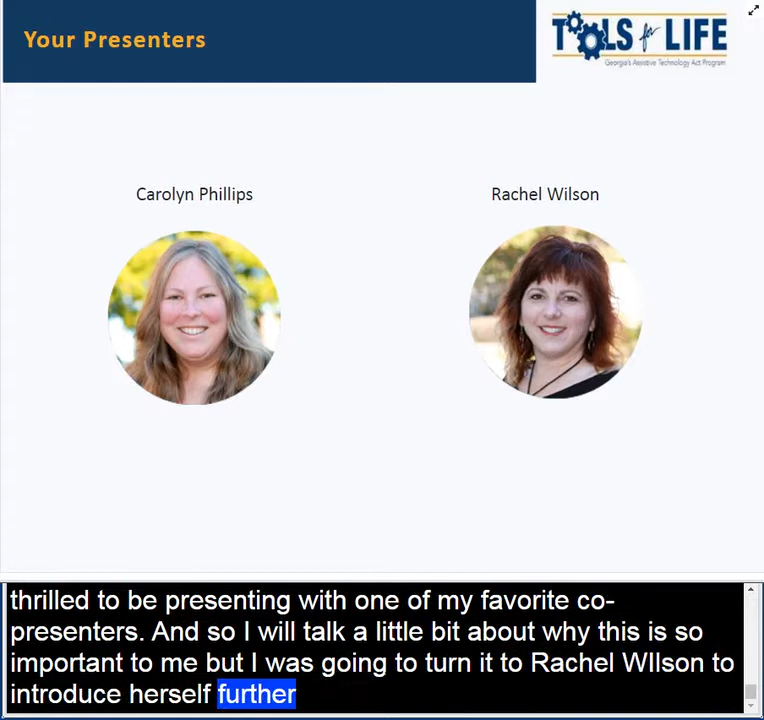 Your Presenters
TOOLS for LIFE
Georgia's Assistive Technology Act Program
Carolyn Phillips
Rachel Wilson
thrilled to be presenting with one of my favorite co-
presenters. And so I will talk a little bit about why this is so
important to me but I was going to turn it to Rachel WIlson to
introduce herself further